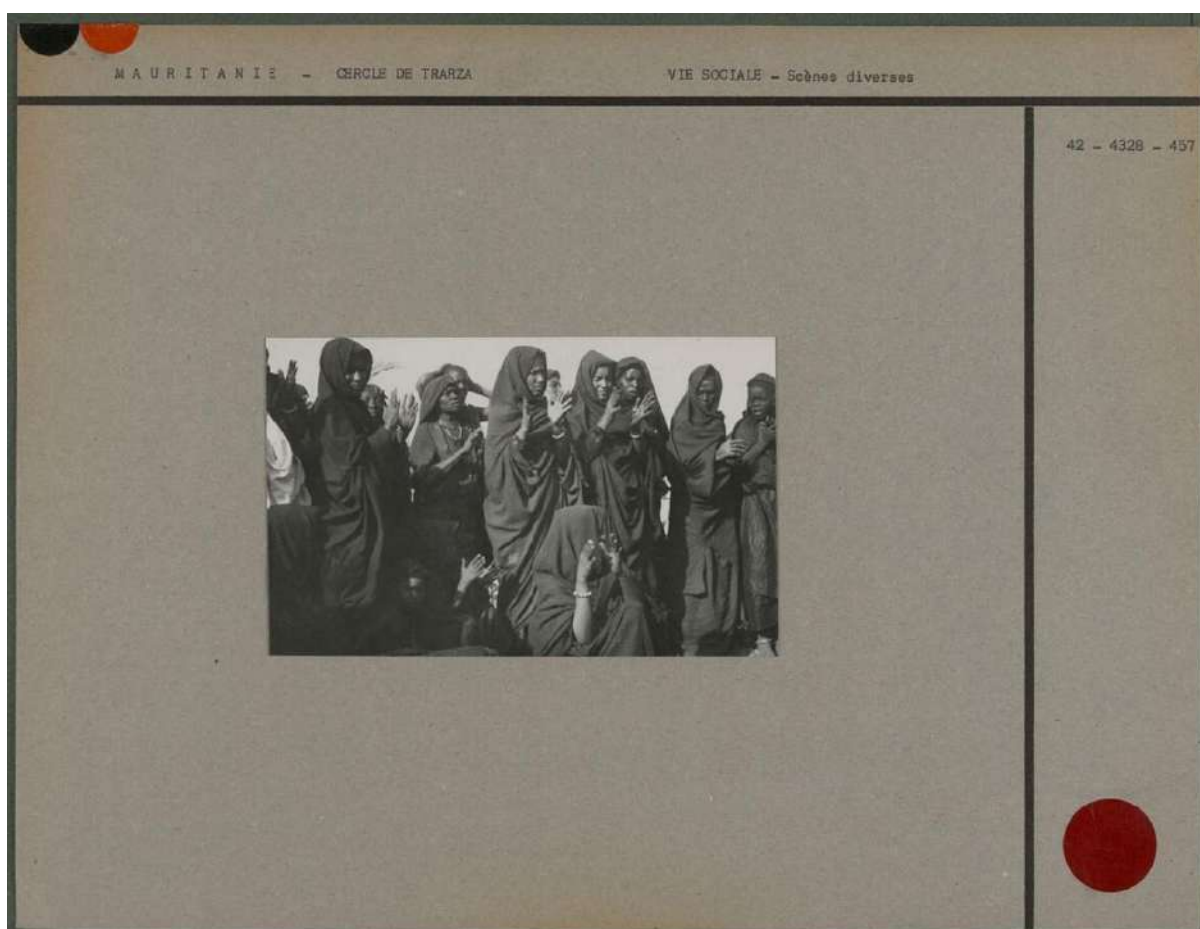 MAURITANIE - CERCLE DE TRARZA
VIE SOCIALE - Scènes diverses
42 - 4328 - 457